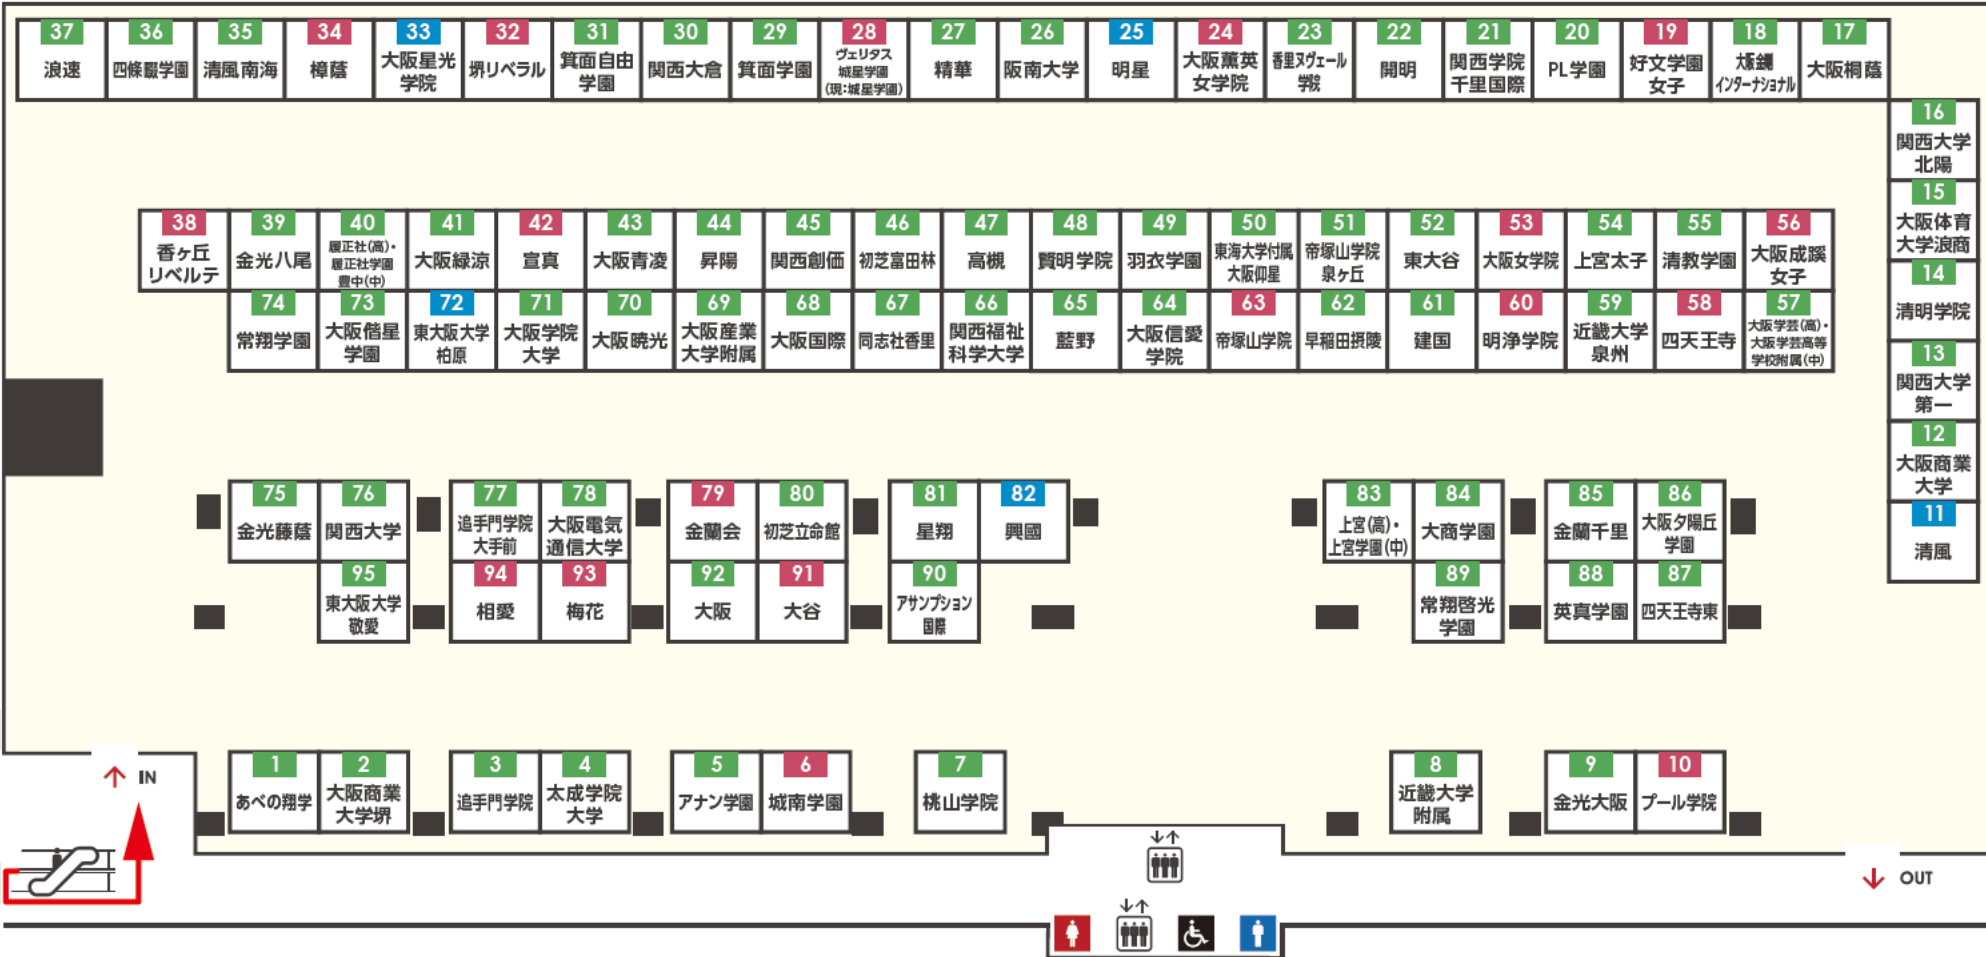 37
浪速
36
四條畷学園
35
清風南海
34
樟蔭
33
大阪星光
学院
32
堺リベラル
31
箕面自由
学園
30
関西大倉
29
箕面学園
28
ヴェリタス
城星学園
(現:城星学園)
27
精華
26
阪南大学
25
明星
24
大阪薫英
女学院
23
香里ヌヴェール
学院
22
開明
21
関西学院
千里国際
20
PL学園
19
好文学園
女子
18
大阪金剛
インターナショナル
17
大阪桐蔭
16
関西大学
北陽
15
大阪体育
大学浪商
14
清明学院
13
関西大学
第一
12
大阪商業
大学
11
清風
38
香ヶ丘
リベルテ
39
金光八尾
40
履正社(高)・
履正社学園
豊中(中)
41
大阪緑涼
42
宣真
43
大阪青凌
44
昇陽
45
関西創価
46
初芝富田林
47
高槻
48
賢明学院
49
羽衣学園
50
東海大学付属
大阪仰星
51
帝塚山学院
泉ヶ丘
52
東大谷
53
大阪女学院
54
上宮太子
55
清教学園
56
大阪成蹊
女子
74
常翔学園
73
大阪偕星
学園
72
東大阪大学
柏原
71
大阪学院
大学
70
大阪暁光
69
大阪産業
大学附属
68
大阪国際
67
同志社香里
66
関西福祉
科学大学
65
藍野
64
大阪信愛
学院
63
帝塚山学院
62
早稲田摂陵
61
建国
60
明浄学院
59
近畿大学
泉州
58
四天王寺
57
大阪学芸(高)・
大阪学芸高等
学校附属(中)
75
金光藤蔭
76
関西大学
77
追手門学院
大手前
78
大阪電気
通信大学
79
金蘭会
80
初芝立命館
81
星翔
82
興國
83
上宮(高)・
上宮学園(中)
84
大商学園
85
金蘭千里
86
大阪夕陽丘
学園
95
東大阪大学
敬愛
94
相愛
93
梅花
92
大阪
91
大谷
90
アサンプション
国際
89
常翔啓光
学園
88
英真学園
87
四天王寺東
1
あべの翔学
2
大阪商業
大学堺
3
追手門学院
4
太成学院
大学
5
アナン学園
6
城南学園
7
桃山学院
8
近畿大学
附属
9
金光大阪
10
プール学院
IN
OUT